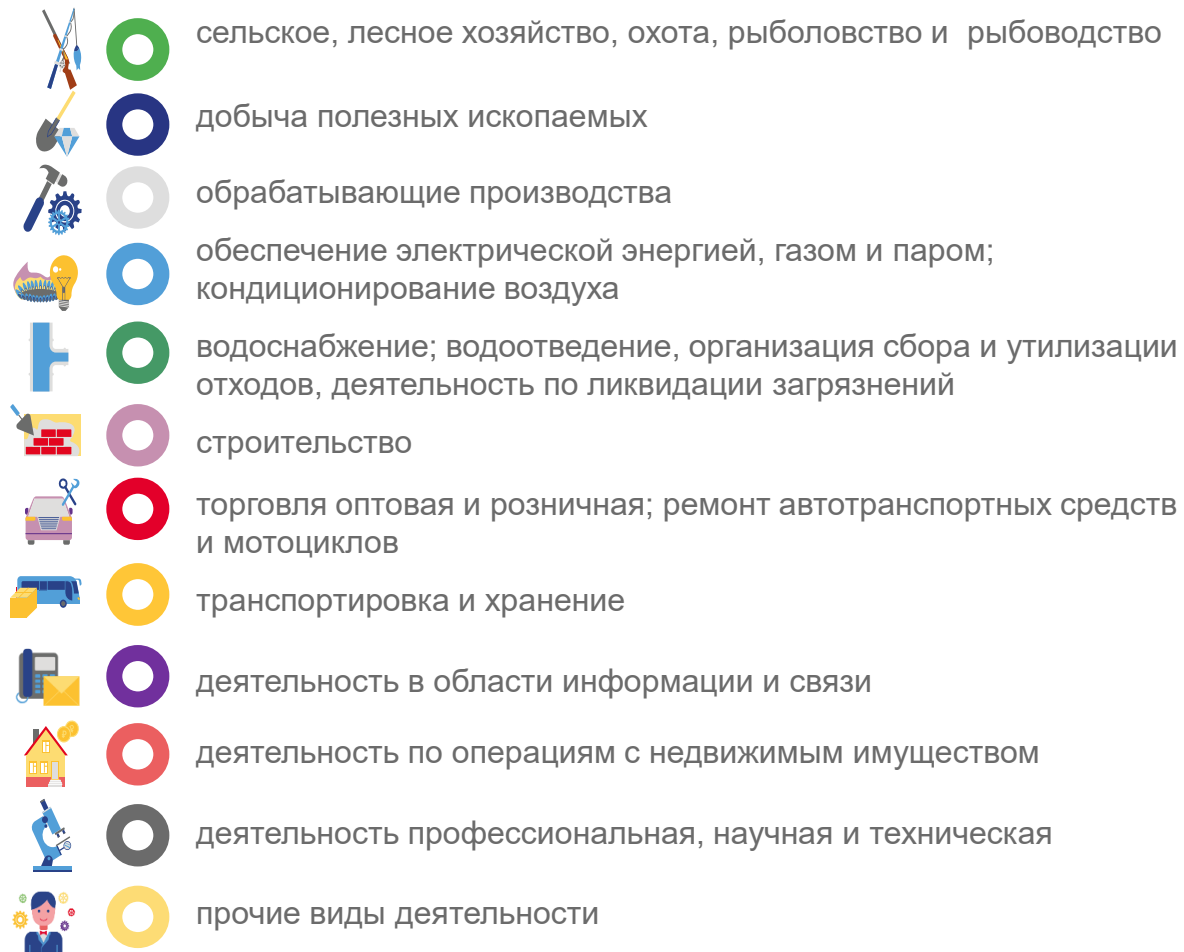 сельское, лесное хозяйство, охота, рыболовство и рыбоводство
добыча полезных ископаемых
обрабатывающие производства
обеспечение электрической энергией, газом и паром;
кондиционирование воздуха
водоснабжение; водоотведение, организация сбора и утилизации
отходов, деятельность по ликвидации загрязнений
строительство
торговля оптовая и розничная; ремонт автотранспортных средств
и мотоциклов
транспортировка и хранение
деятельность в области информации и связи
деятельность по операциям с недвижимым имуществом
деятельность профессиональная, научная и техническая
прочие виды деятельности